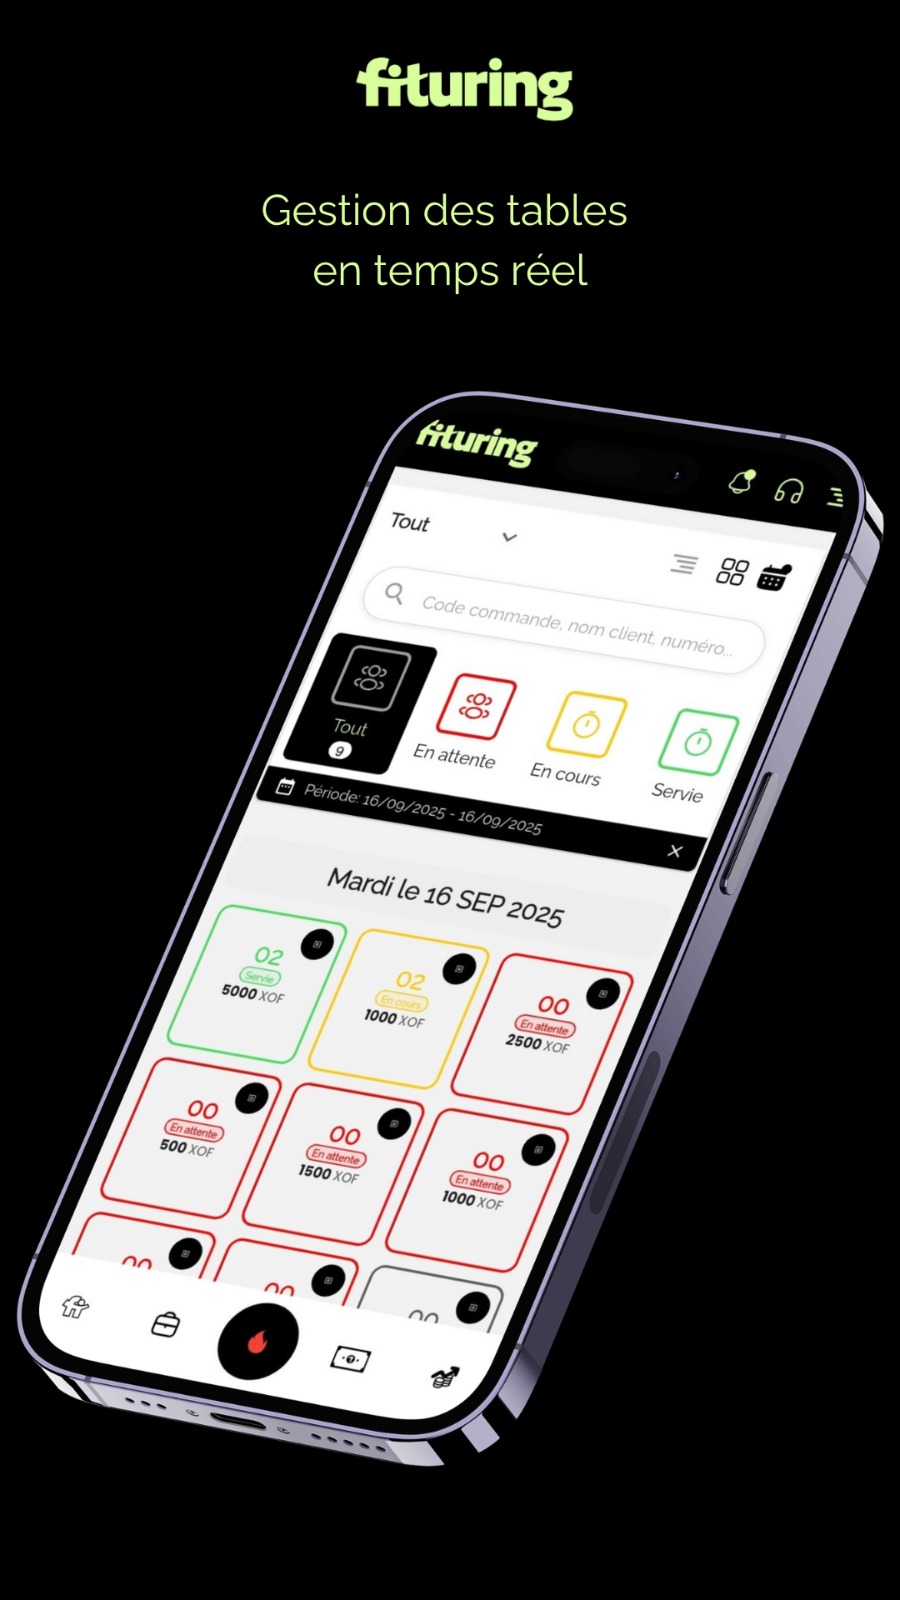 fituring
Gestion des tables
en temps réel
fituring
Tout
Code commande, nom client, numéro...
Tout
9
En attente
En cours
Servie
Période: 16/09/2025 - 16/09/2025
Mardi le 16 SEP 2025
02
Servie
5000 XOF
02
En cours
1000 XOF
00
En attente
2500 XOF
00
En attente
500 XOF
00
En attente
1500 XOF
00
En attente
1000 XOF
00
00
00